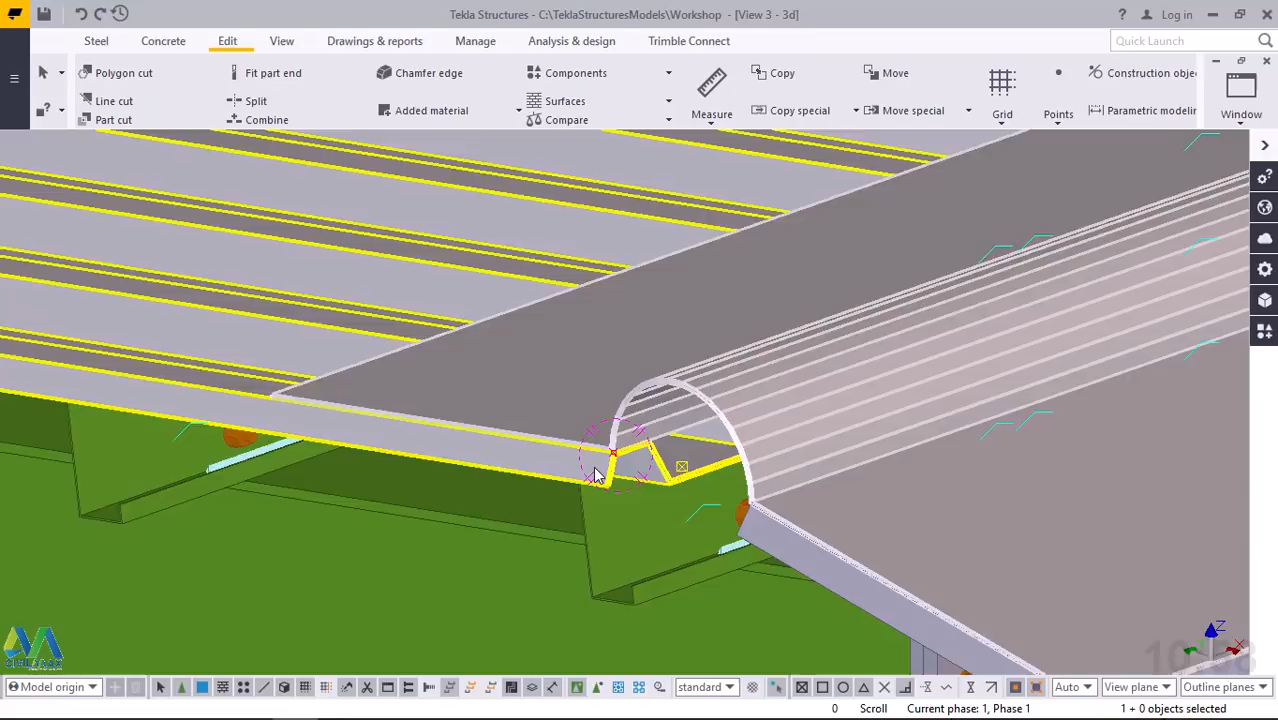 Tekla Structures - C:\TeklaStructuresModels\Workshop - [View 3 - 3d]
Log in
Steel Concrete Edit View Drawings & reports Manage Analysis & design Trimble Connect
Quick Launch
Polygon cut Fit part end Chamfer edge Components Copy Move Construction obje
Line cut Split Added material Surfaces Measure Copy special Move special Grid Points Parametric modelin Window
Part cut Combine Compare
Z
Model origin standard Auto View plane Outline planes
0 Scroll Current phase: 1, Phase 1 1 + 0 objects selected